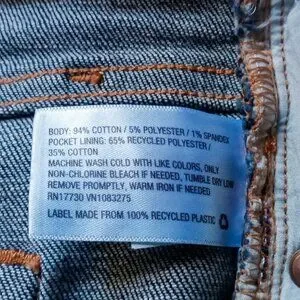 BODY: 94% COTTON / 5% POLYESTER / 1% SPANDEX
POCKET LINING: 65% RECYCLED POLYESTER /
35% COTTON
MACHINE WASH COLD WITH LIKE COLORS, ONLY
NON-CHLORINE BLEACH IF NEEDED, TUMBLE DRY LOW
REMOVE PROMPTLY, WARM IRON IF NEEDED
RN17730 VN1083275
LABEL MADE FROM 100% RECYCLED PLASTIC